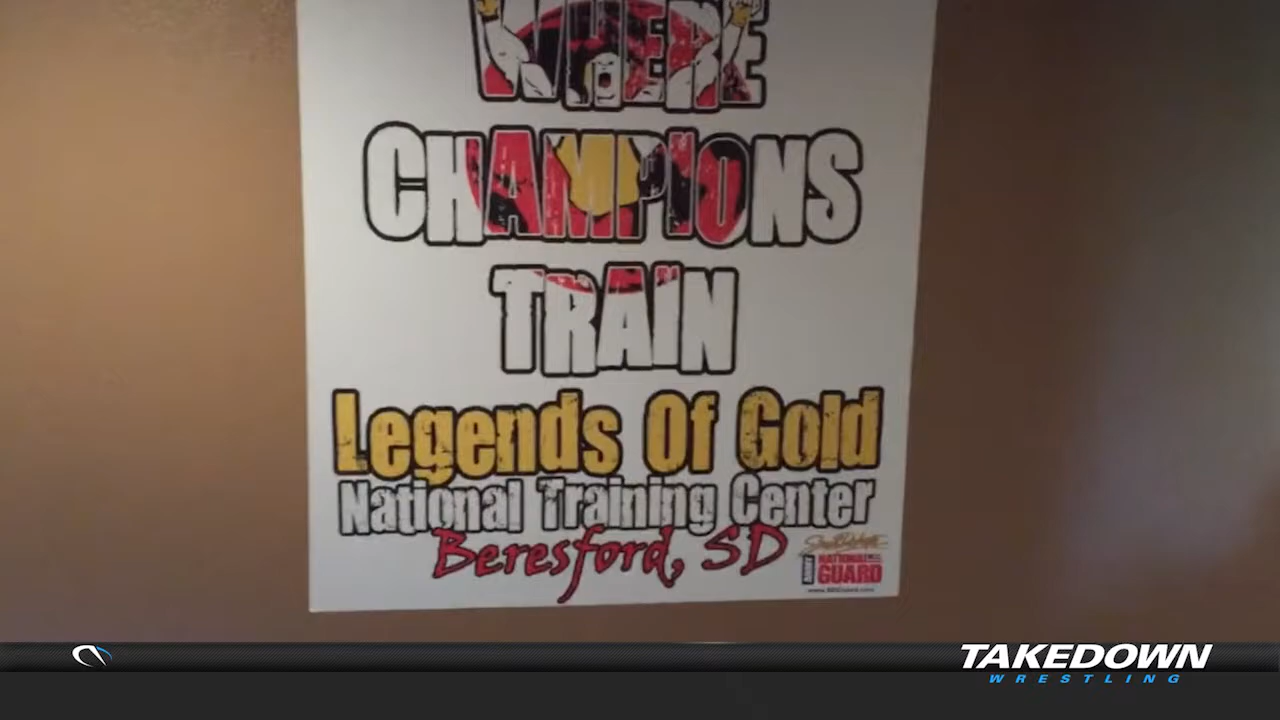 WHERE
CHAMPIONS
TRAIN
Legends Of Gold
National Training Center
Beresford, SD
NATIONAL
GUARD
TAKEDOWN
WRESTLING